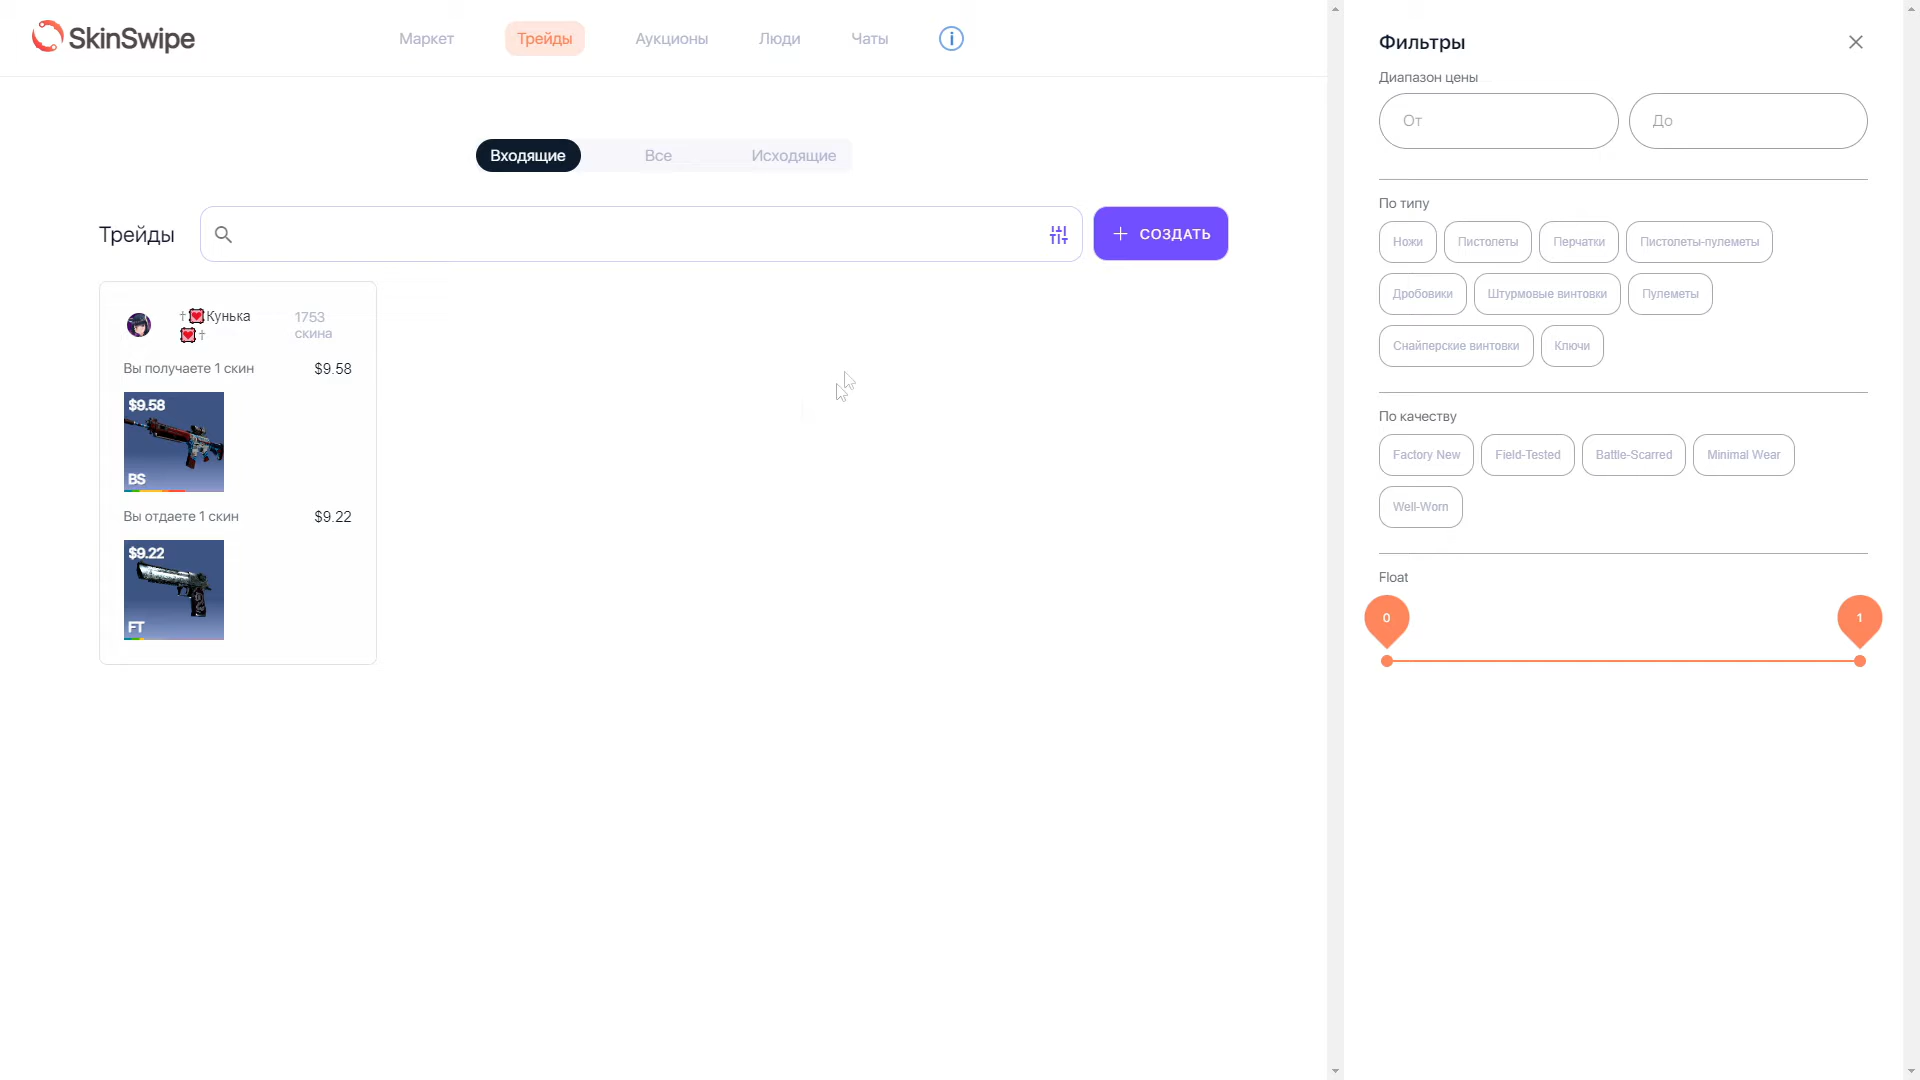 SkinSwipe
Маркет
Трейды
Аукционы
Люди
Чаты
Входящие
Все
Исходящие
Трейды
СОЗДАТЬ
†Кунька
†
1753
скина
Вы получаете 1 скин
$9.58
$9.58
BS
Вы отдаете 1 скин
$9.22
$9.22
FT
Фильтры
Диапазон цены
От
До
По типу
Ножи
Пистолеты
Перчатки
Пистолеты-пулеметы
Дробовики
Штурмовые винтовки
Пулеметы
Снайперские винтовки
Ключи
По качеству
Factory New
Field-Tested
Battle-Scarred
Minimal Wear
Well-Worn
Float
0
1